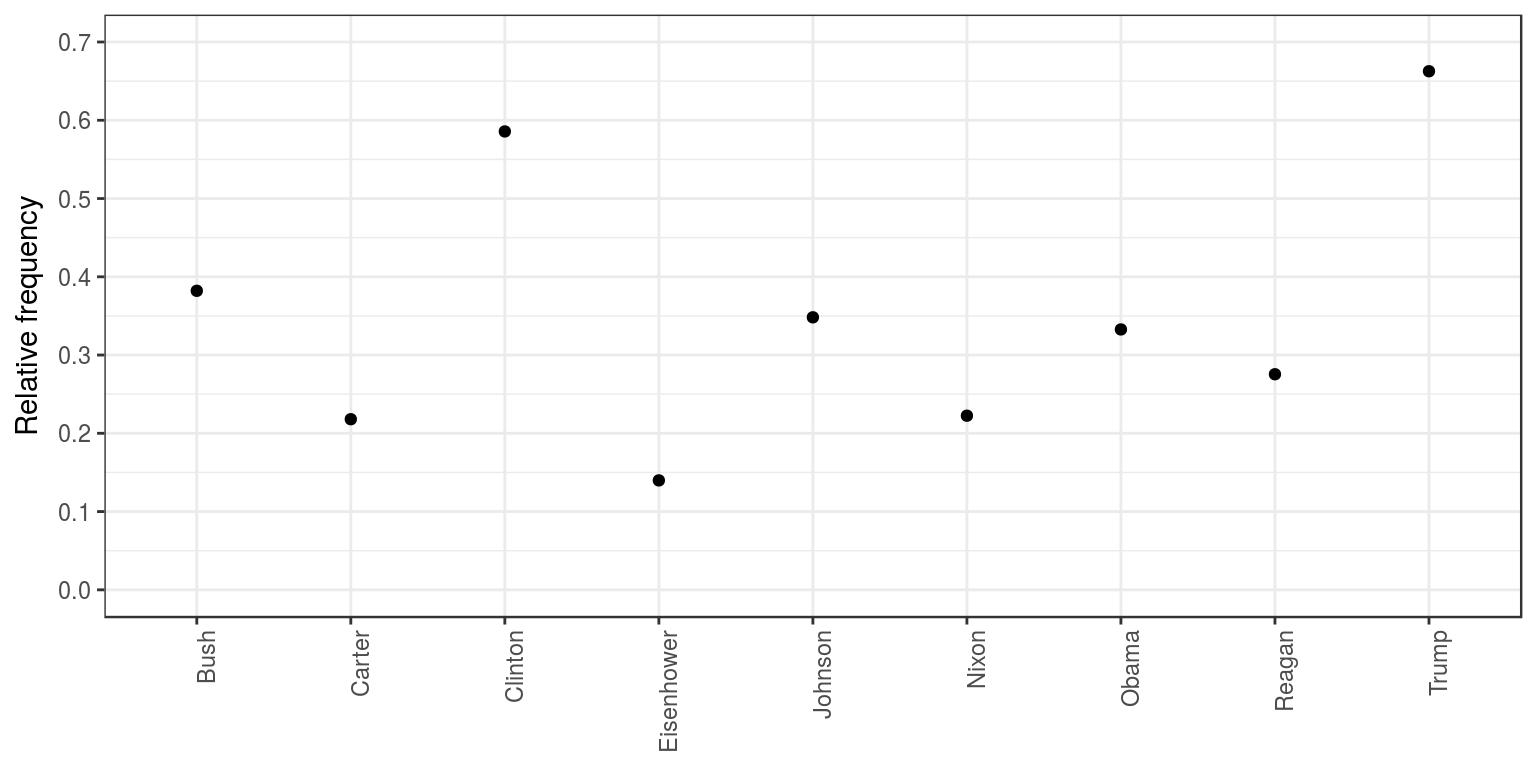 Relative frequency
0.7
0.6
0.5
0.4
0.3
0.2
0.1
0.0
Bush
Carter
Clinton
Eisenhower
Johnson
Nixon
Obama
Reagan
Trump